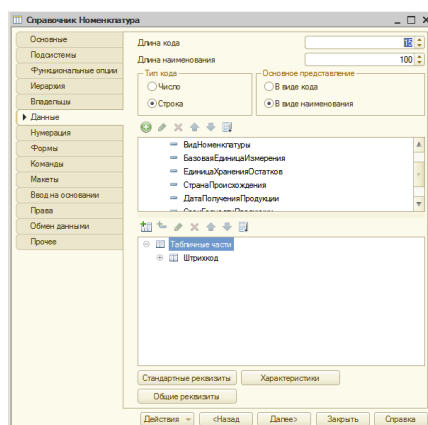 Справочник Номенклатура
Основные
Подсистемы
Функциональные опции
Иерархия
Владельцы
Данные
Нумерация
Формы
Команды
Макеты
Ввод на основании
Права
Обмен данными
Прочее
Длина кода 15
Длина наименования 100
Тип кода
Число
Строка
Основное представление
В виде кода
В виде наименования
ВидНоменклатуры
БазоваяЕдиницаИзмерения
ЕдиницаХраненияОстатков
СтранаПроисхождения
ДатаПолученияПродукции
Табличные части
Штрихкод
Стандартные реквизиты
Характеристики
Общие реквизиты
Действия
<Назад
Далее>
Закрыть
Справка